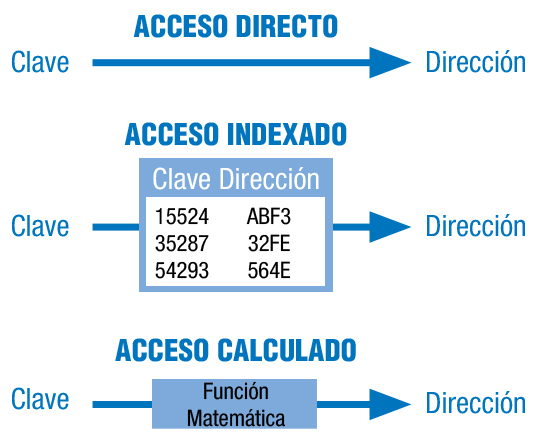 ACCESO DIRECTO
Clave Dirección
ACCESO INDEXADO
Clave Dirección
15524 ABF3
Clave 35287 32FE Dirección
54293 564E
ACCESO CALCULADO
Clave Función Matemática Dirección